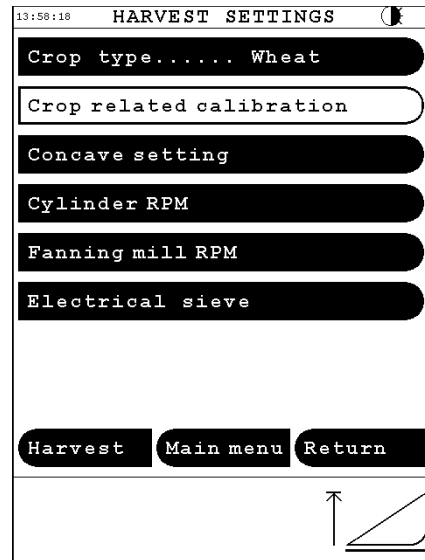 13:58:18 HARVEST SETTINGS
Crop type...... Wheat
Crop related calibration
Concave setting
Cylinder RPM
Fanning mill RPM
Electrical sieve
Harvest Main menu Return